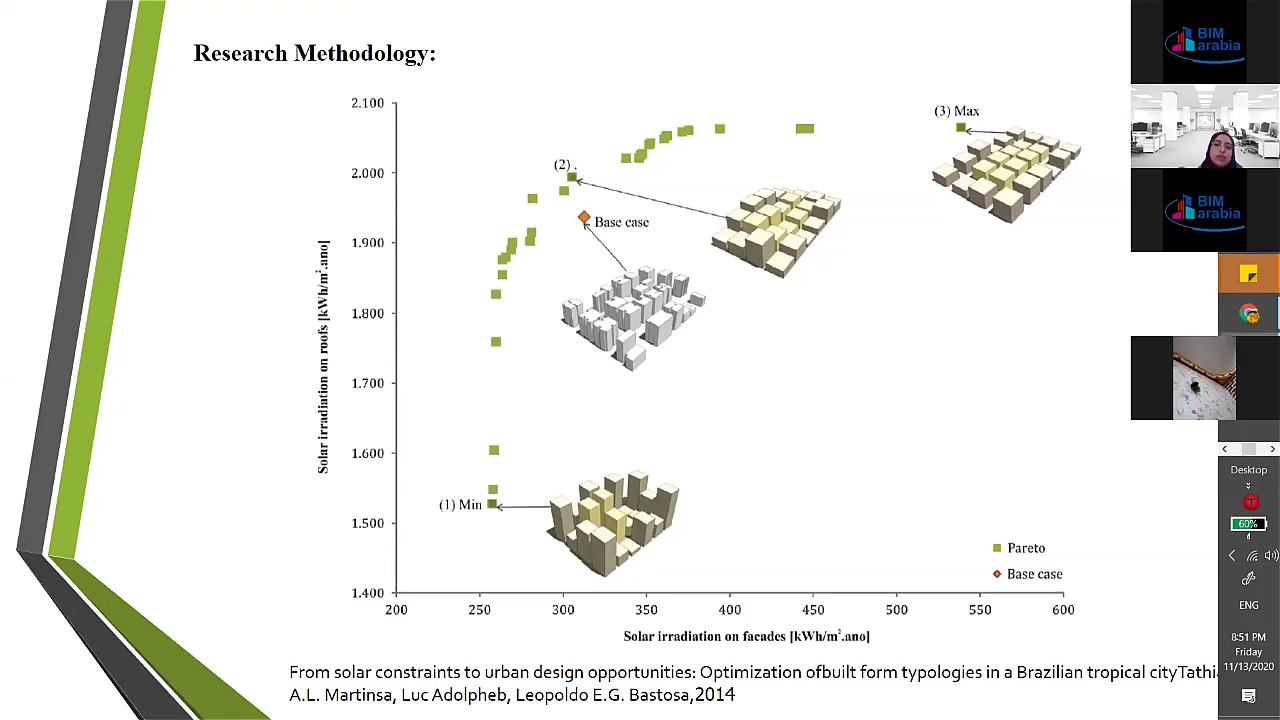 Research Methodology:
BIM
arabia
2.100
2.000
1.900
1.800
1.700
1.600
1.500
1.400
Solar irradiation on roofs [kWh/m².ano]
(3) Max
(2) .
Base case
(1) Min
Pareto
Base case
200
250
300
350
400
450
500
550
600
Solar irradiation on facades [kWh/m².ano]
From solar constraints to urban design opportunities: Optimization ofbuilt form typologies in a Brazilian tropical cityTathi
A.L. Martinsa, Luc Adolpheb, Leopoldo E.G. Bastosa,2014
BIM
arabia
Desktop
60%
ENG
8:51 PM
Friday
11/13/2020